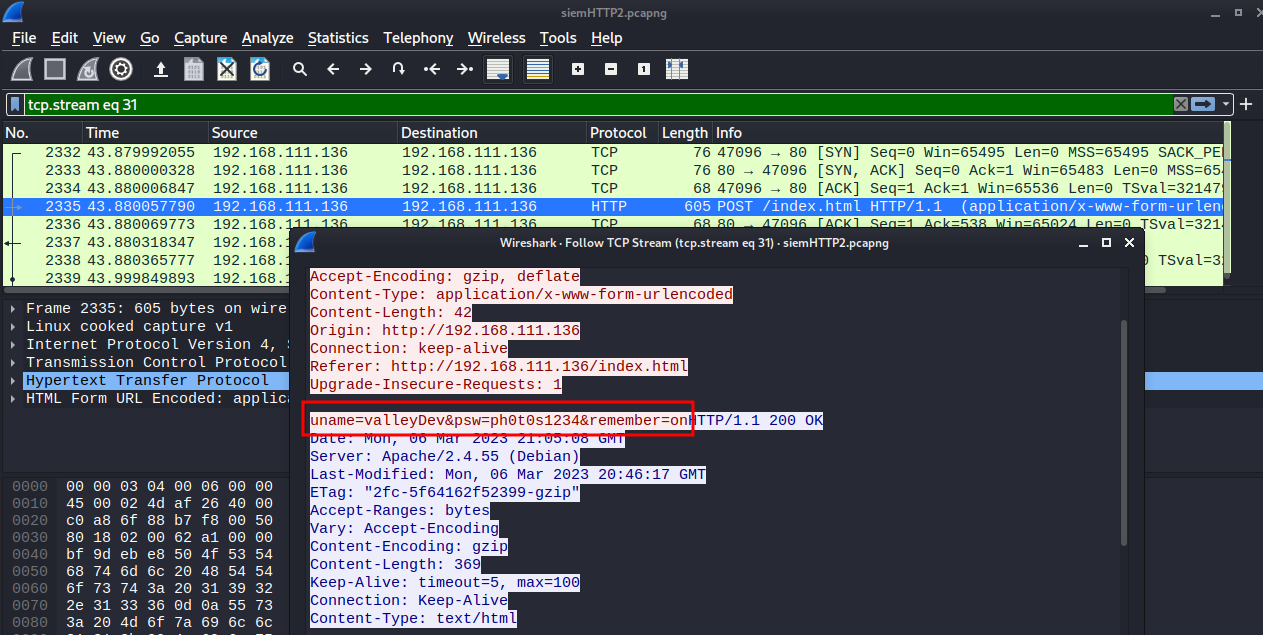 siemHTTP2.pcapng
File Edit View Go Capture Analyze Statistics Telephony Wireless Tools Help
tcp.stream eq 31
No. Time Source Destination Protocol Length Info
2332 43.879992055 192.168.111.136 192.168.111.136 TCP 76 47096 → 80 [SYN] Seq=0 Win=65495 Len=0 MSS=65495 SACK_PE
2333 43.880000328 192.168.111.136 192.168.111.136 TCP 76 80 → 47096 [SYN, ACK] Seq=0 Ack=1 Win=65483 Len=0 MSS=654
2334 43.880006847 192.168.111.136 192.168.111.136 TCP 68 47096 → 80 [ACK] Seq=1 Ack=1 Win=65536 Len=0 TSval=321479
2335 43.880057790 192.168.111.136 192.168.111.136 HTTP 605 POST /index.html HTTP/1.1 (application/x-www-form-urlen
2336 43.880069773 192.168.111.136 192.168.111.136 TCP 68 80 → 47096 [ACK] Seq=1 Ack=538 Win=65024 Len=0 TSval=3214
2337 43.880318347 192.168.1
2338 43.880365777 192.168.1
2339 43.999849893 192.168.1
Wireshark · Follow TCP Stream (tcp.stream eq 31) · siemHTTP2.pcapng
Accept-Encoding: gzip, deflate
Content-Type: application/x-www-form-urlencoded
Content-Length: 42
Origin: http://192.168.111.136
Connection: keep-alive
Referer: http://192.168.111.136/index.html
Upgrade-Insecure-Requests: 1
uname=valleyDev&psw=ph0t0s1234&remember=onHTTP/1.1 200 OK
Date: Mon, 06 Mar 2023 21:05:08 GMT
Server: Apache/2.4.55 (Debian)
Last-Modified: Mon, 06 Mar 2023 20:46:17 GMT
ETag: "2fc-5f64162f52399-gzip"
Accept-Ranges: bytes
Vary: Accept-Encoding
Content-Encoding: gzip
Content-Length: 369
Keep-Alive: timeout=5, max=100
Connection: Keep-Alive
Content-Type: text/html
Frame 2335: 605 bytes on wire
Linux cooked capture v1
Internet Protocol Version 4,
Transmission Control Protocol
Hypertext Transfer Protocol
HTML Form URL Encoded: applic
0000 00 00 03 04 00 06 00 00
0010 45 00 02 4d af 26 40 00
0020 c0 a8 6f 88 b7 f8 00 50
0030 80 18 02 00 62 a1 00 00
0040 bf 9d eb e8 50 4f 53 54
0050 68 74 6d 6c 20 48 54 54
0060 6f 73 74 3a 20 31 39 32
0070 2e 31 33 36 0d 0a 55 73
0080 3a 20 4d 6f 7a 69 6c 6c